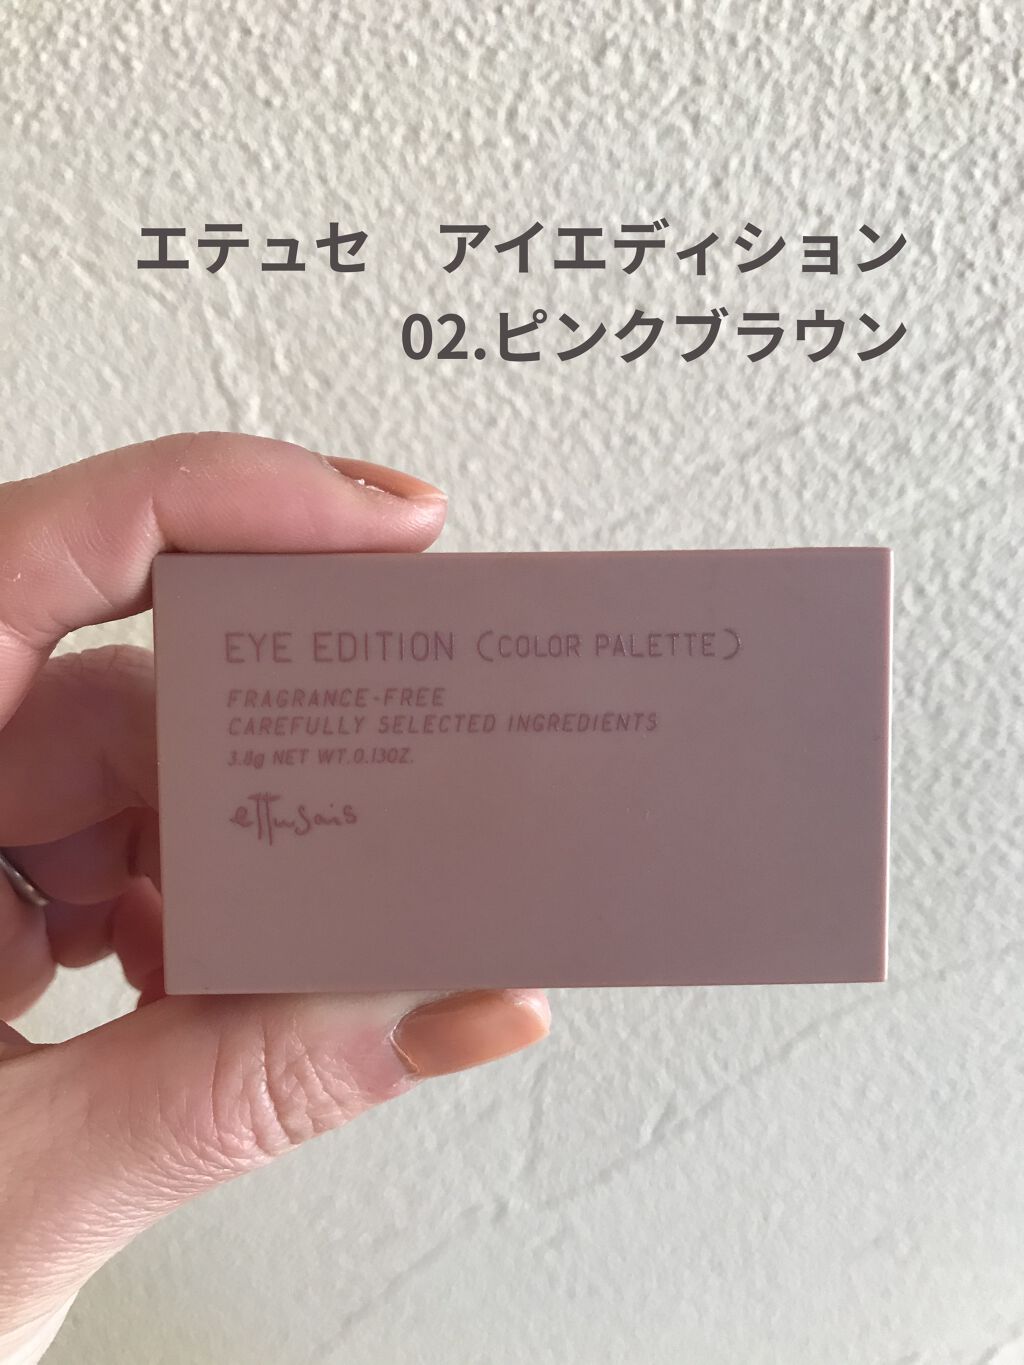 エテュセ　アイエディション
02.ピンクブラウン
EYE EDITION (COLOR PALETTE)
FRAGRANCE-FREE
CAREFULLY SELECTED INGREDIENTS
3.8g NET WT.0.13OZ.
ettusais